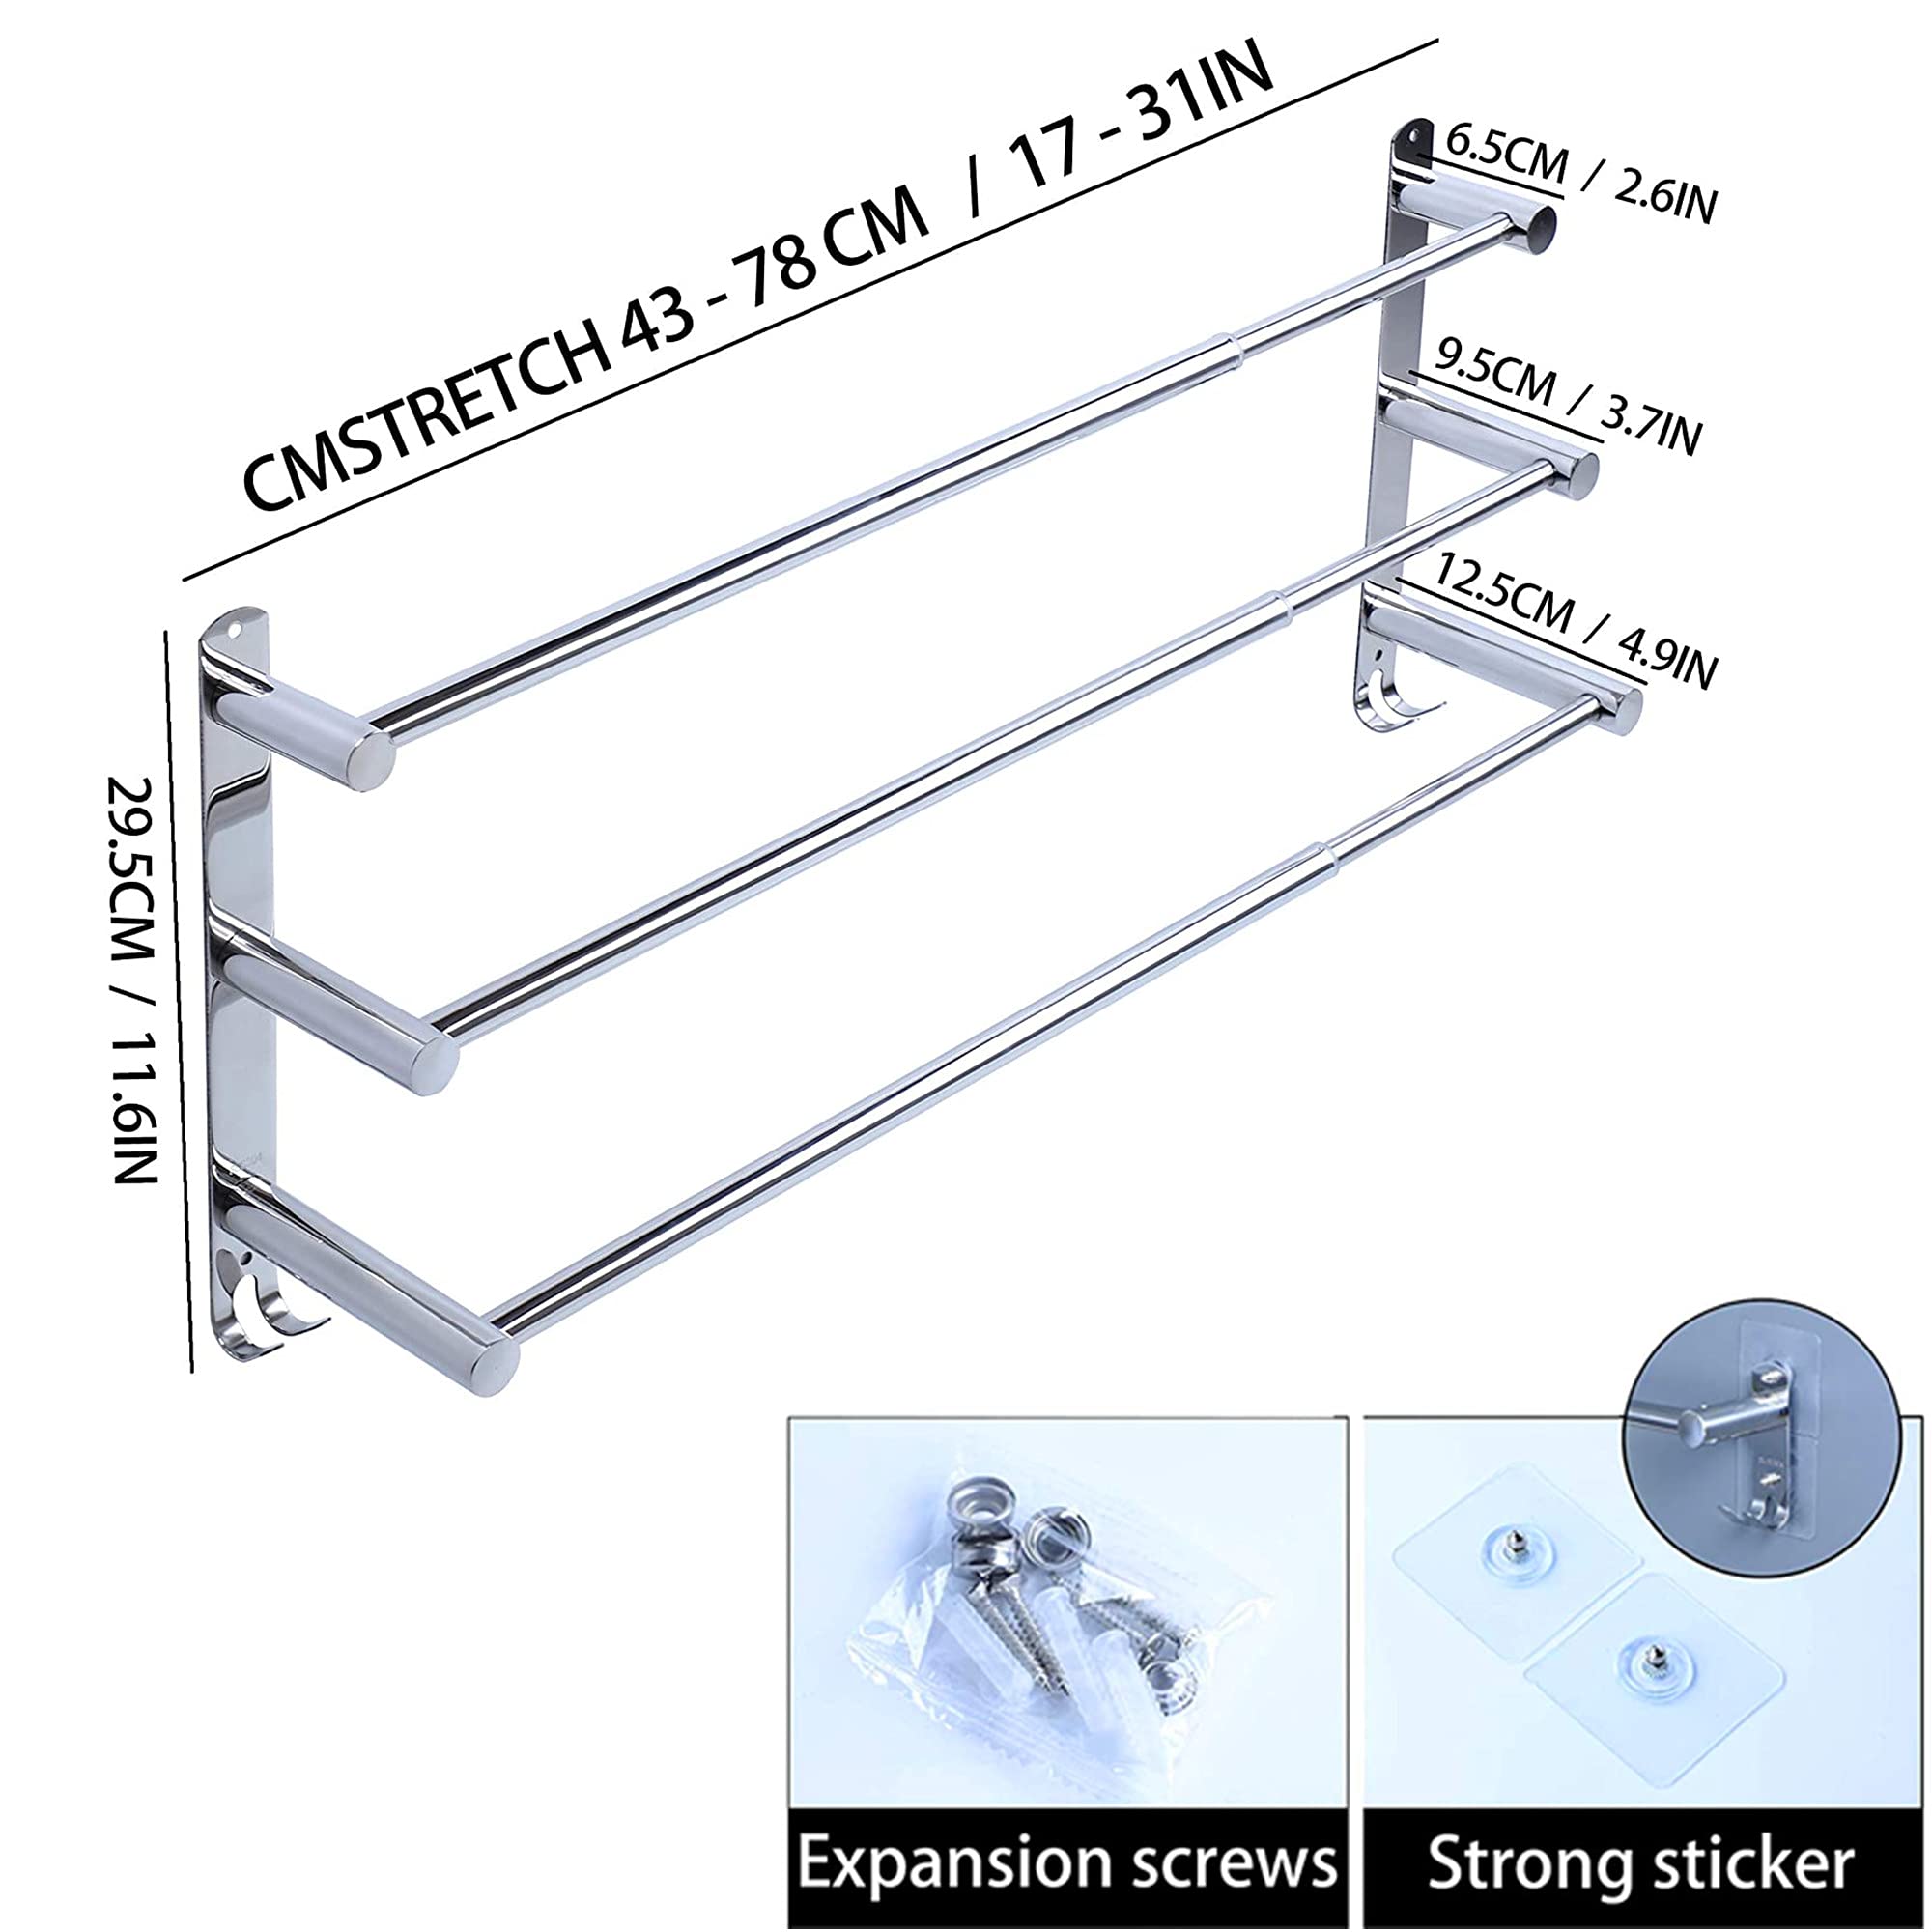 CMSTRETCH 43 - 78 CM / 17 - 31IN
6.5CM / 2.6IN
9.5CM / 3.7IN
12.5CM / 4.9IN
29.5CM / 11.6IN
Expansion screws
Strong sticker